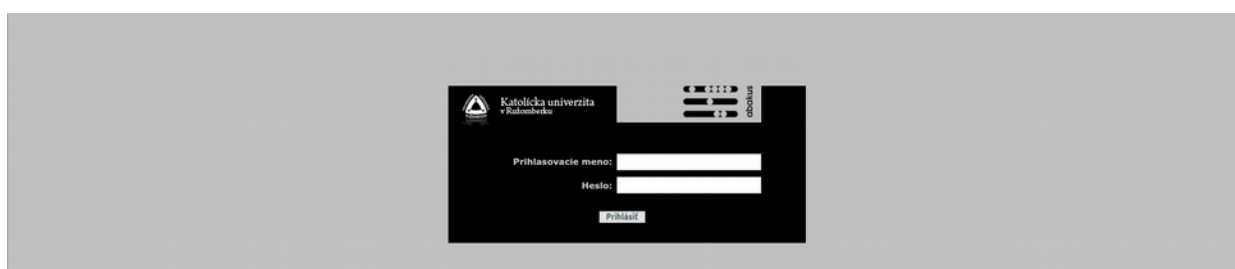 Katolícka univerzita
v Ružomberku
abakus
Prihlasovacie meno:
Heslo:
Prihlásiť